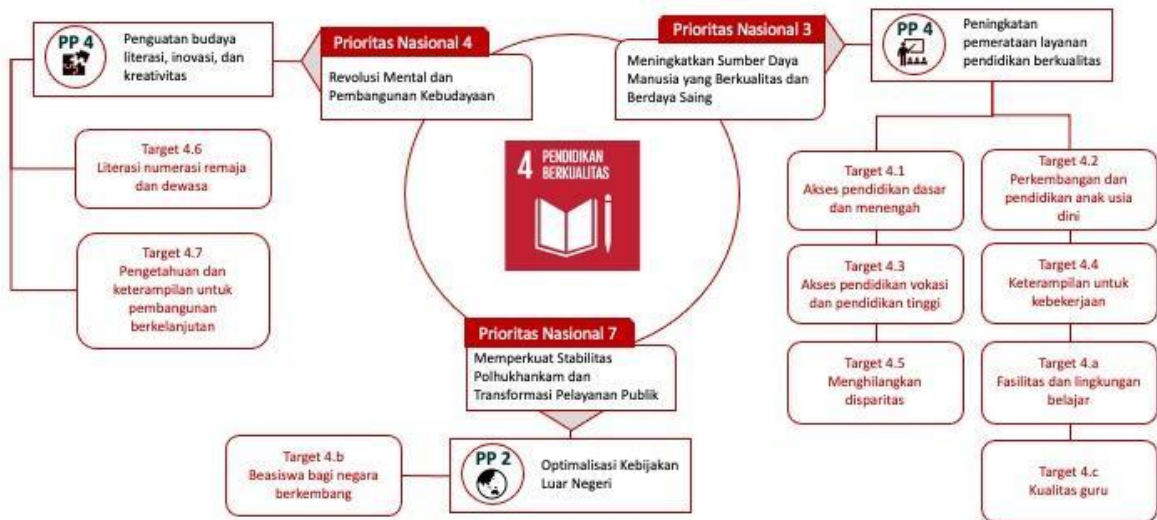 PP 4
Penguatan budaya
literasi, inovasi, dan
kreativitas
Prioritas Nasional 4
Revolusi Mental dan
Pembangunan Kebudayaan
Prioritas Nasional 3
Meningkatkan Sumber Daya
Manusia yang Berkualitas dan
Berdaya Saing
PP 4
Peningkatan
pemerataan layanan
pendidikan berkualitas
Target 4.6
Literasi numerasi remaja
dan dewasa
Target 4.7
Pengetahuan dan
keterampilan untuk
pembangunan
berkelanjutan
4 PENDIDIKAN
BERKUALITAS
Target 4.1
Akses pendidikan dasar
dan menengah
Target 4.2
Perkembangan dan
pendidikan anak usia
dini
Target 4.3
Akses pendidikan vokasi
dan pendidikan tinggi
Target 4.4
Keterampilan untuk
kebekerjaan
Target 4.5
Menghilangkan
disparitas
Target 4.a
Fasilitas dan lingkungan
belajar
Target 4.c
Kualitas guru
Prioritas Nasional 7
Memperkuat Stabilitas
Polhukhankam dan
Transformasi Pelayanan Publik
Target 4.b
Beasiswa bagi negara
berkembang
PP 2
Optimalisasi Kebijakan
Luar Negeri